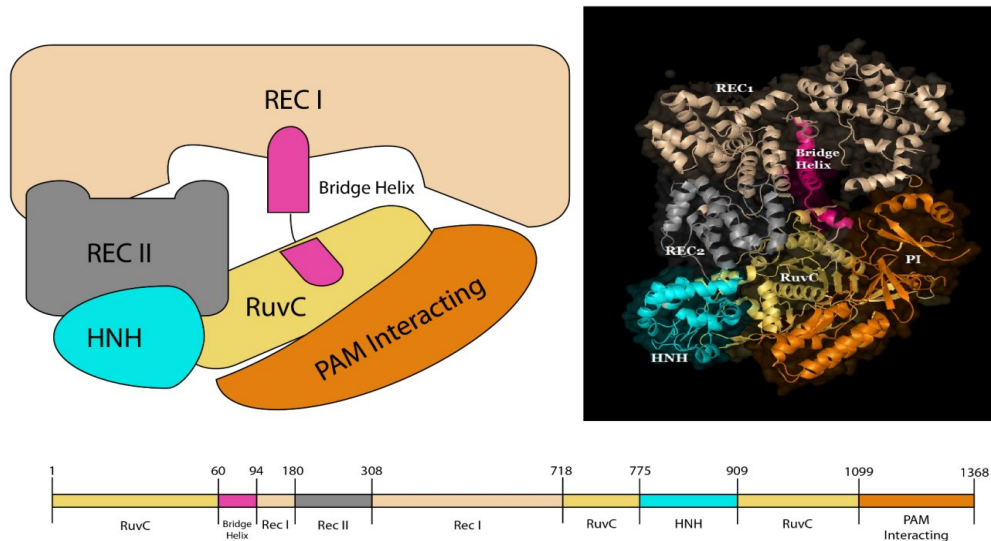 REC I
Bridge Helix
REC II
RuvC
HNH
PAM Interacting
REC1
Bridge
Helix
REC2
RuvC
PI
HNH
1 60 94 180 308 718 775 909 1099 1368
RuvC Bridge Helix Rec I Rec II Rec I RuvC HNH RuvC PAM Interacting